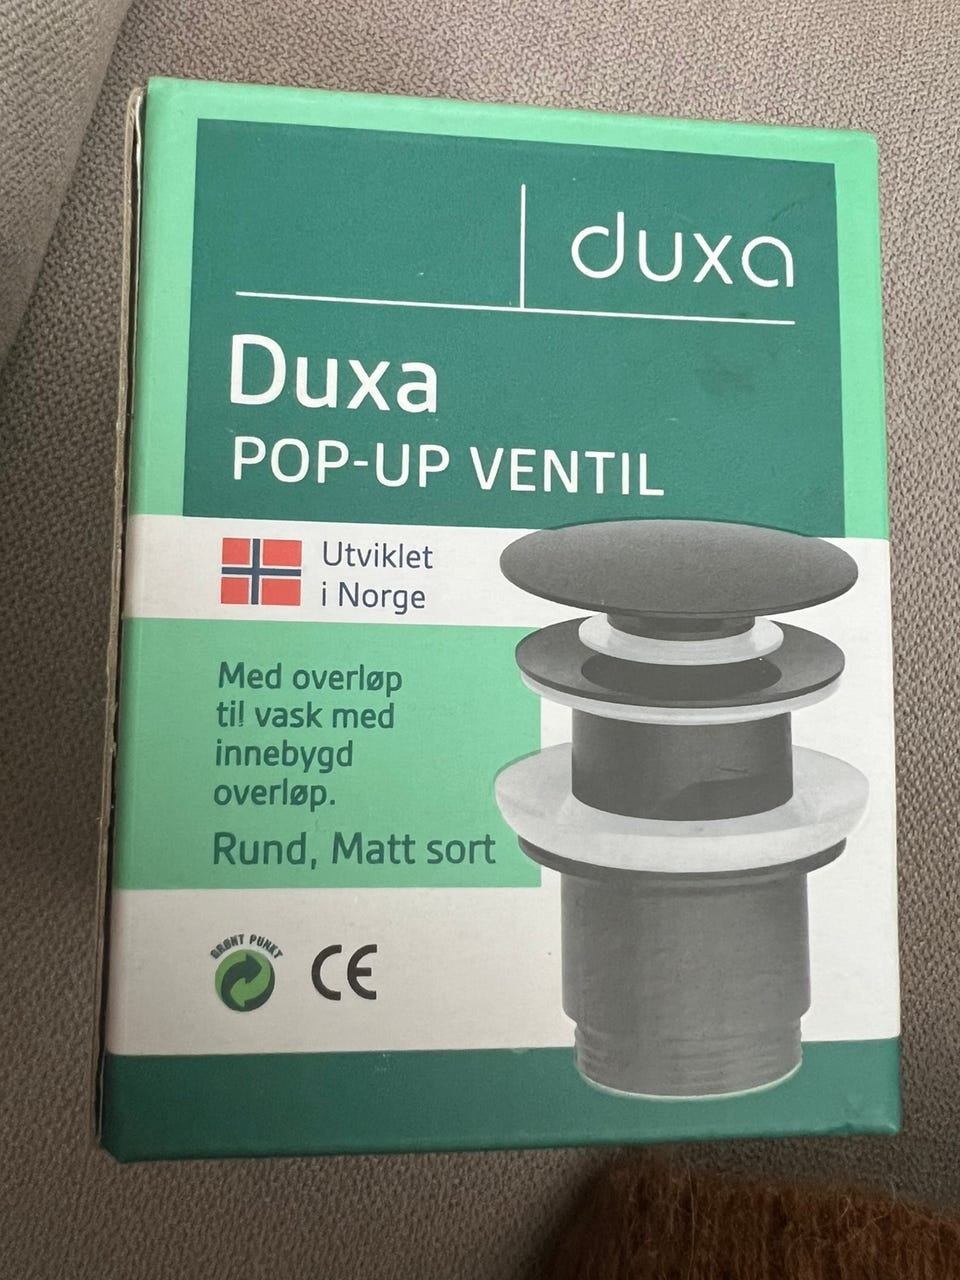 duxa
Duxa
POP-UP VENTIL
Utviklet
i Norge
Med overløp
til vask med
innebygd
overløp.
Rund, Matt sort
GRØNT PUNKT
CE